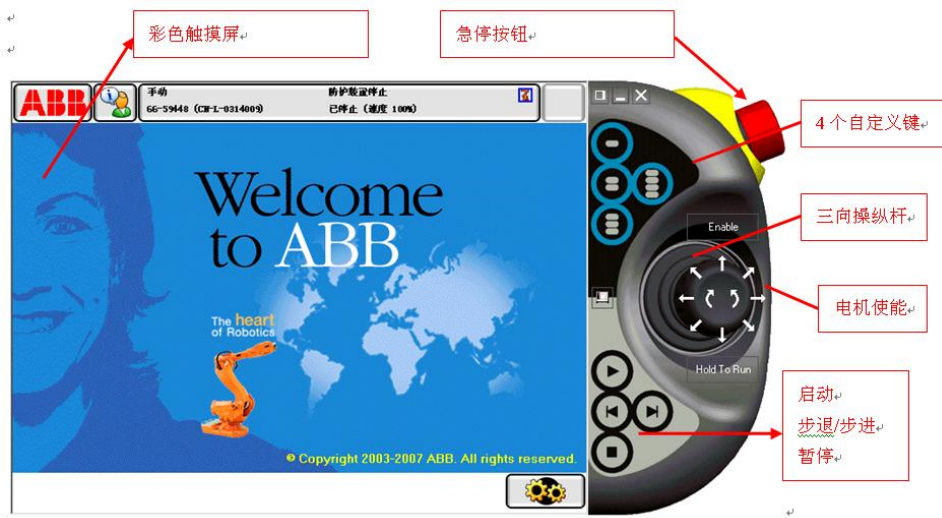 彩色触摸屏
急停按钮
ABB
手动
防护装置停止
GG-59448 (CH-L-0314009)
已停止 (速度 100%)
4个自定义键
三向操纵杆
Enable
Welcome
to ABB
电机使能
The heart
of Robotics
Hold To Run
启动
步退/步进
暂停
© Copyright 2003-2007 ABB. All rights reserved.